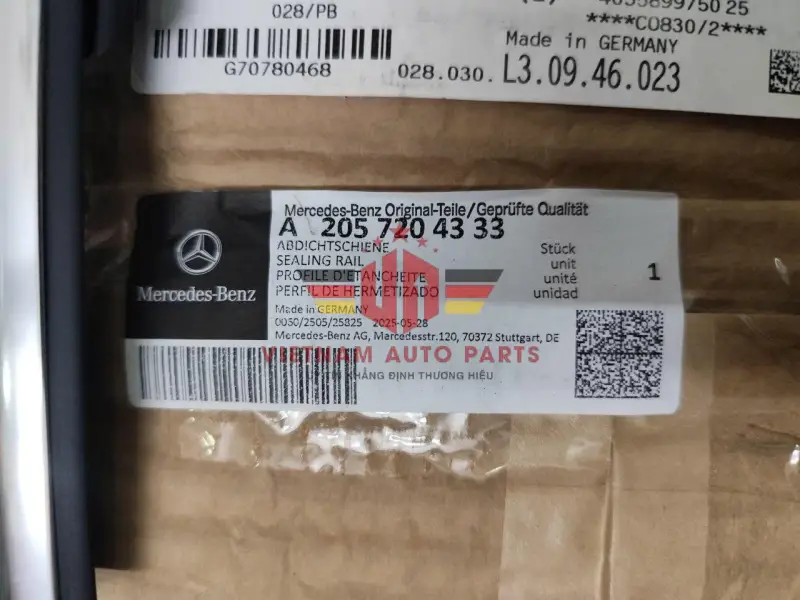 028/PB
G70780468
****C0830/2****
Made in GERMANY
028.030. L3.09.46.023
Mercedes-Benz
Mercedes-Benz Original-Teile/Geprüfte Qualität
A 205 720 43 33
ABDICHTSCHIENE Stück
SEALING RAIL unit
PROFILE D'ETANCHEITE unité 1
PERFIL DE HERMETIZADO unidad
Made in GERMANY
0050/2505/25825 2025-05-28
Mercedes-Benz AG, Mercedesstr.120, 70372 Stuttgart, DE
VIETNAM AUTO PARTS
UY TÍN KHẲNG ĐỊNH THƯƠNG HIỆU